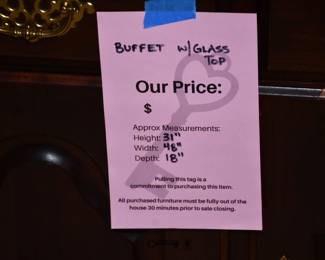 BUFFET W/GLASS
TOP
Our Price:
$
Approx Measurements:
Height: 31"
Width: 48"
Depth: 18"
Pulling this tag is a
commitment to purchasing this item.
All purchased furniture must be fully out of the
house 30 minutes prior to sale closing.